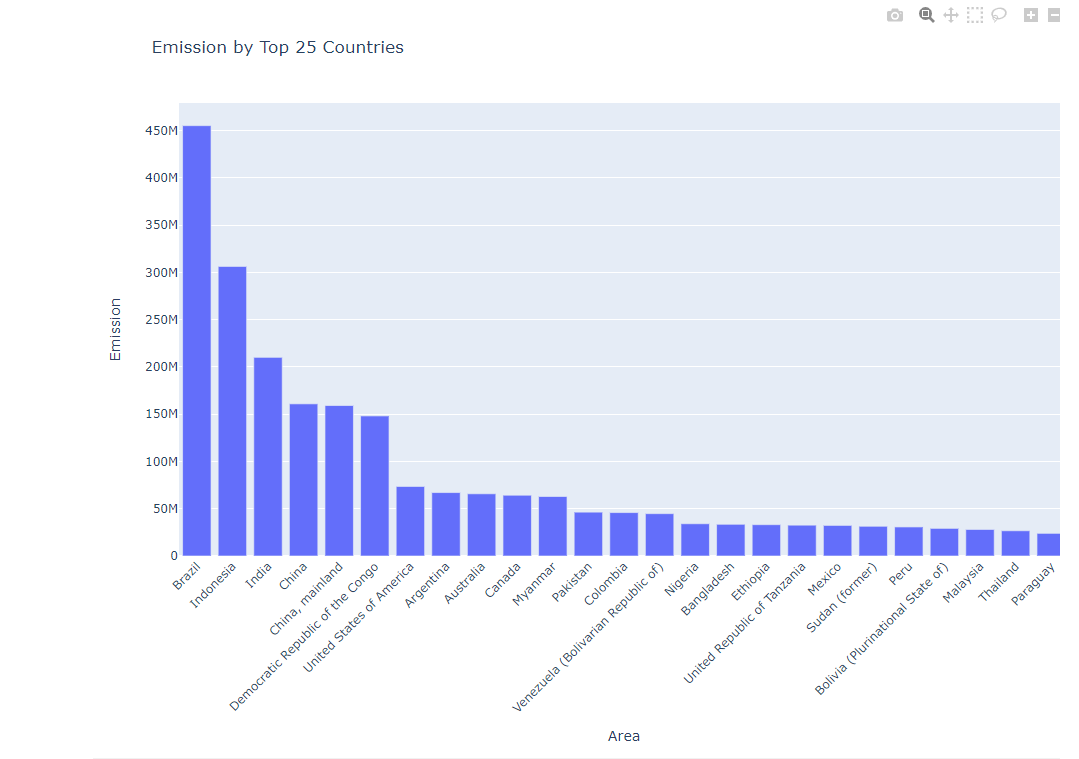 Emission by Top 25 Countries
450M
400M
350M
300M
250M
200M
150M
100M
50M
0
Emission
Brazil
Indonesia
India
China
China, mainland
Democratic Republic of the Congo
United States of America
Argentina
Australia
Canada
Myanmar
Pakistan
Colombia
Venezuela (Bolivarian Republic of)
Nigeria
Bangladesh
Ethiopia
United Republic of Tanzania
Mexico
Sudan (former)
Peru
Bolivia (Plurinational State of)
Malaysia
Thailand
Paraguay
Area